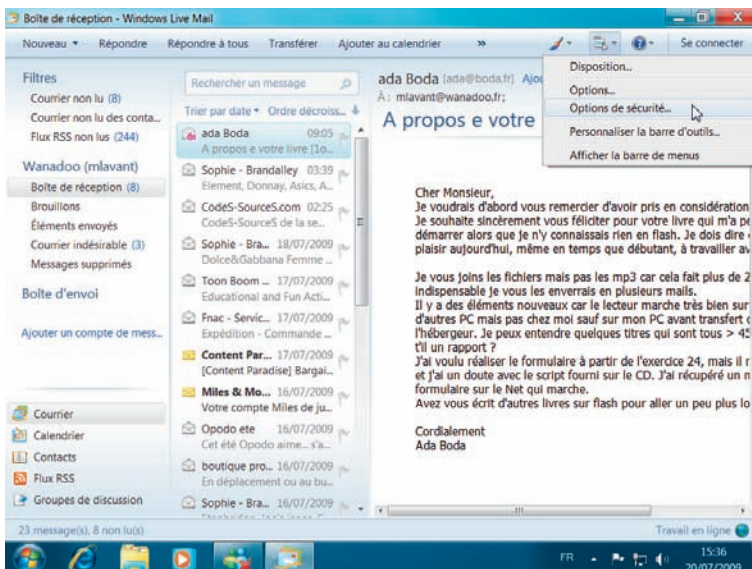 Boîte de réception - Windows Live Mail
Nouveau Répondre Répondre à tous Transférer Ajouter au calendrier » Se connecter
Disposition...
Options...
Options de sécurité...
Personnaliser la barre d'outils...
Afficher la barre de menus
Filtres
Courrier non lu (8)
Courrier non lu des conta...
Flux RSS non lus (244)
Wanadoo (mlavant)
Boîte de réception (8)
Brouillons
Éléments envoyés
Courrier indésirable (3)
Messages supprimés
Boîte d'envoi
Ajouter un compte de mess...
Courrier
Calendrier
Contacts
Flux RSS
Groupes de discussion
Rechercher un message
Trier par date Ordre décroiss...
ada Boda 09:05
A propos e votre livre [1o...
Sophie - Brandalley 03:39
Element, Donnay, Asics, A...
CodeS-SourceS.com 02:25
CodeS-SourceS de la se...
Sophie - Bra... 18/07/2009
Dolce&Gabbana Femme ...
Toon Boom ... 17/07/2009
Educational and Fun Acti...
Fnac - Servic... 17/07/2009
Expédition - Commande ...
Content Par... 17/07/2009
[Content Paradise] Bargai...
Miles & Mo... 16/07/2009
Votre compte Miles de ju...
Opodo ete 16/07/2009
Cet été Opodo aime... s'a...
boutique pro... 16/07/2009
En déplacement ou au bu...
Sophie - Bra... 16/07/2009
ada Boda (ada@boda.fr) Ajou
À : mlavant@wanadoo.fr;
A propos e votre
Cher Monsieur,
Je voudrais d'abord vous remercier d'avoir pris en considération
Je souhaite sincèrement vous féliciter pour votre livre qui m'a pe
démarrer alors que je n'y connaissais rien en flash. Je dois dire
plaisir aujourd'hui, même en temps que débutant, à travailler av
Je vous joins les fichiers mais pas les mp3 car cela fait plus de 2
indispensable je vous les enverrais en plusieurs mails.
Il y a des éléments nouveaux car le lecteur marche très bien sur
d'autres PC mais pas chez moi sauf sur mon PC avant transfert
l'hébergeur. Je peux entendre quelques titres qui sont tous > 45
t'il un rapport ?
J'ai voulu réaliser le formulaire à partir de l'exercice 24, mais il r
et j'ai un doute avec le script fourni sur le CD. J'ai récupéré un n
formulaire sur le Net qui marche.
Avez vous écrit d'autres livres sur flash pour aller un peu plus lo
Cordialement
Ada Boda
23 message(s), 8 non lu(s) Travail en ligne
FR 15:36
20/07/2009